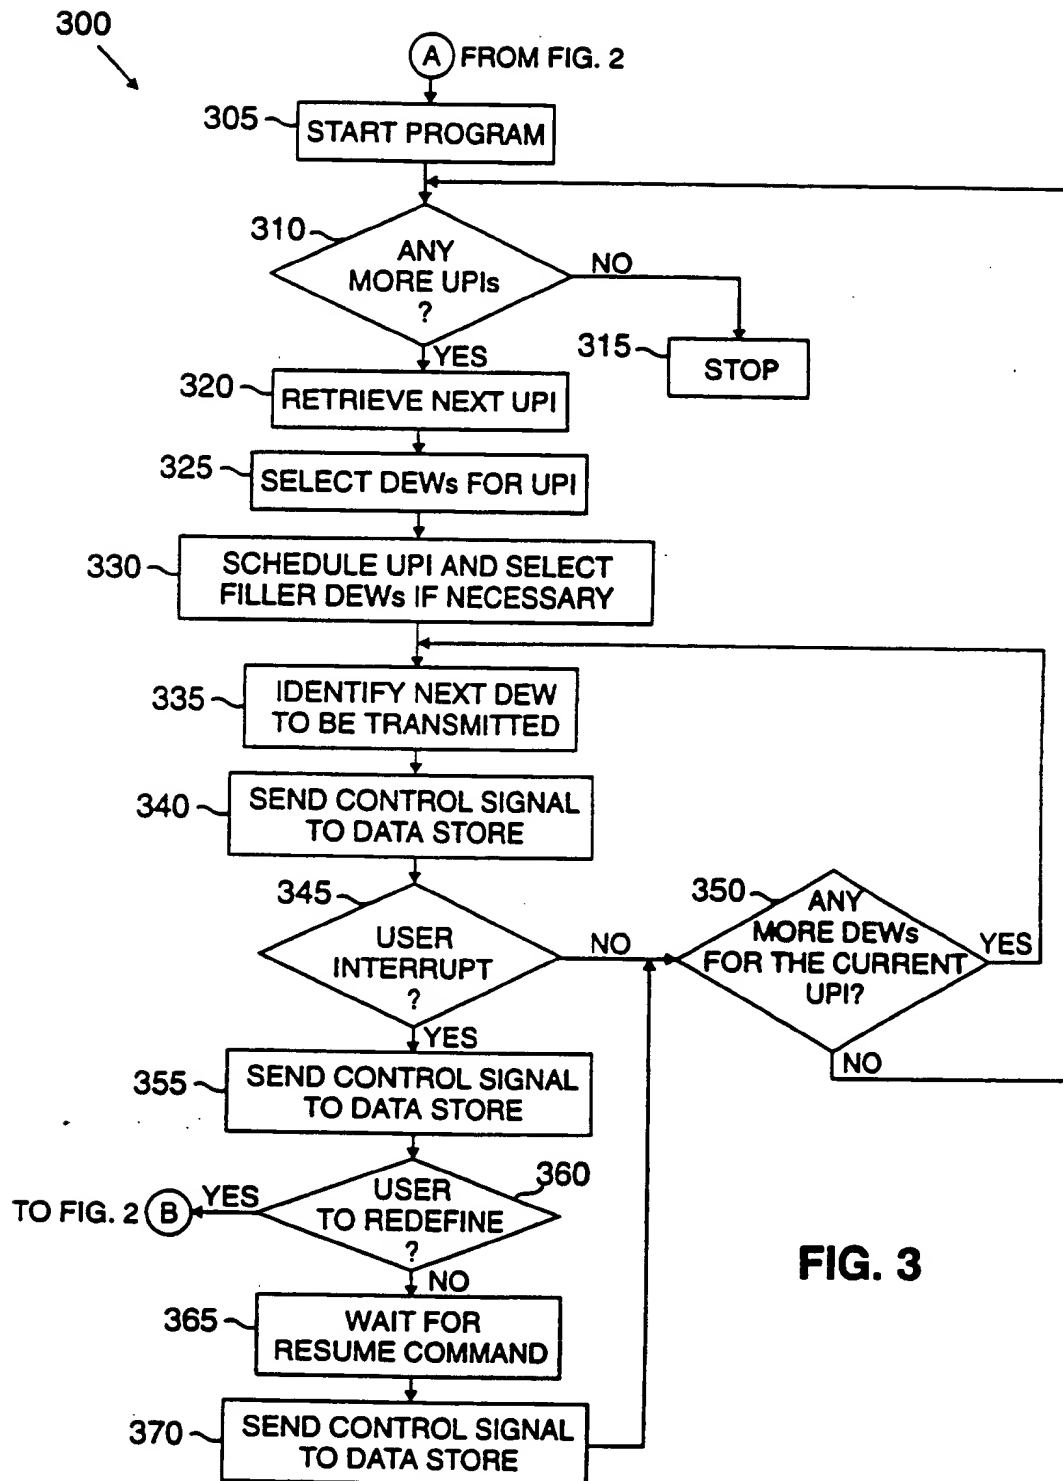 300
A FROM FIG. 2
305
START PROGRAM
310
ANY
MORE UPIs
?
NO
YES
315
STOP
320
RETRIEVE NEXT UPI
325
SELECT DEWs FOR UPI
330
SCHEDULE UPI AND SELECT
FILLER DEWs IF NECESSARY
335
IDENTIFY NEXT DEW
TO BE TRANSMITTED
340
SEND CONTROL SIGNAL
TO DATA STORE
345
USER
INTERRUPT
?
NO
YES
350
ANY
MORE DEWs
FOR THE CURRENT
UPI?
YES
NO
355
SEND CONTROL SIGNAL
TO DATA STORE
360
USER
TO REDEFINE
?
YES
TO FIG. 2 B
NO
FIG. 3
365
WAIT FOR
RESUME COMMAND
370
SEND CONTROL SIGNAL
TO DATA STORE